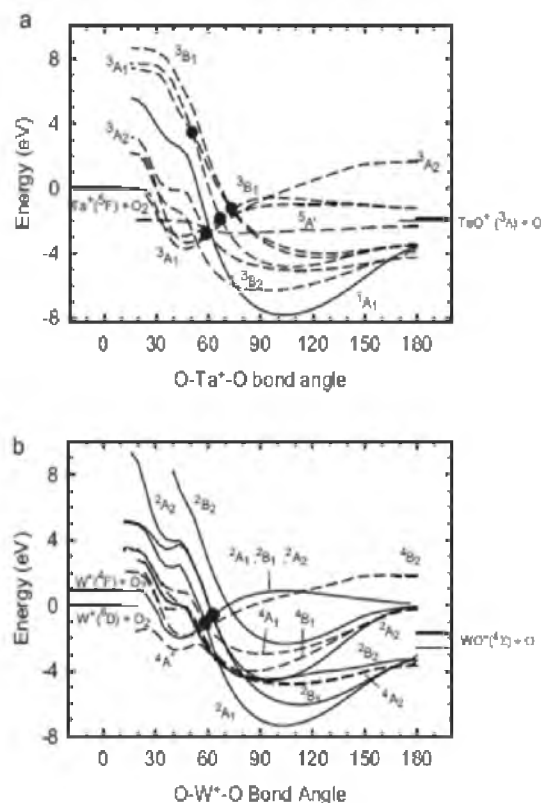 a
8
4
0
-4
-8
Energy (eV)
³A₁
³B₁
³A₂
Ta⁺(⁵F) + O₂
³A₁
³B₁
³A₂
⁵A'
³B₂
¹A₁
TaO⁺(³Δ) + O
0 30 60 90 120 150 180
O-Ta⁺-O bond angle
b
8
4
0
-4
-8
Energy (eV)
²A₂
²B₂
W⁺(⁴F) + O₂
W⁺(⁶D) + O₂
⁴A
²A₁, ²B₁, ²A₂
⁴B₂
⁴A₁
⁴B₁
²A₂
²B₂
²A₁
²B₁
⁴A₂
WO⁺(⁴Σ) + O
0 30 60 90 120 150 180
O-W⁺-O Bond Angle